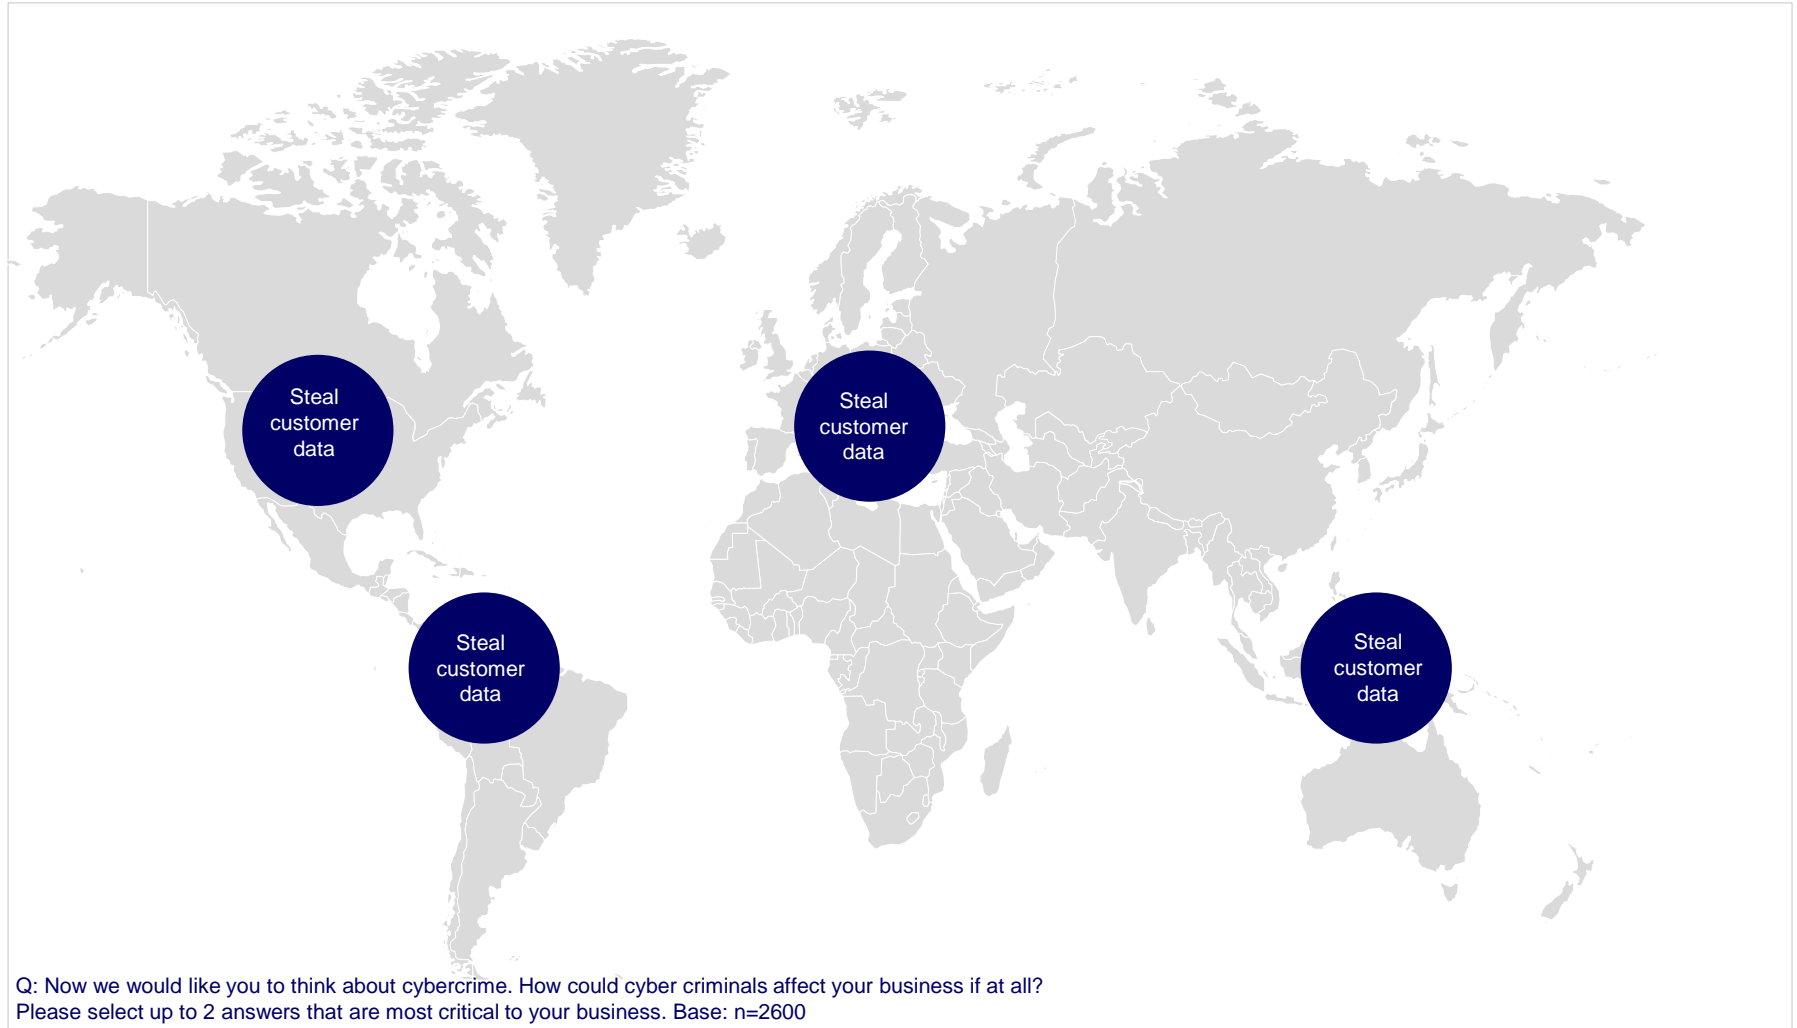 Steal
customer
data
Steal
customer
data
Steal
customer
data
Steal
customer
data
Q: Now we would like you to think about cybercrime. How could cyber criminals affect your business if at all?
Please select up to 2 answers that are most critical to your business. Base: n=2600